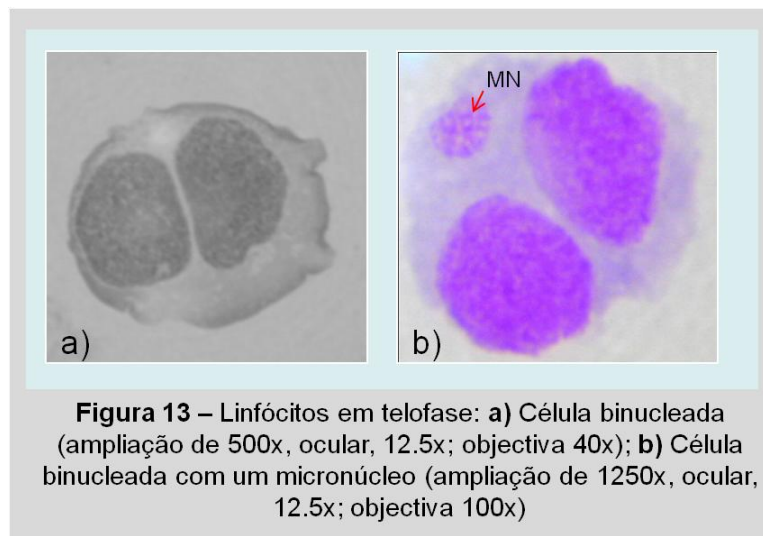 MN
a)
b)
Figura 13 – Linfócitos em telofase: a) Célula binucleada
(ampliação de 500x, ocular, 12.5x; objectiva 40x); b) Célula
binucleada com um micronúcleo (ampliação de 1250x, ocular,
12.5x; objectiva 100x)